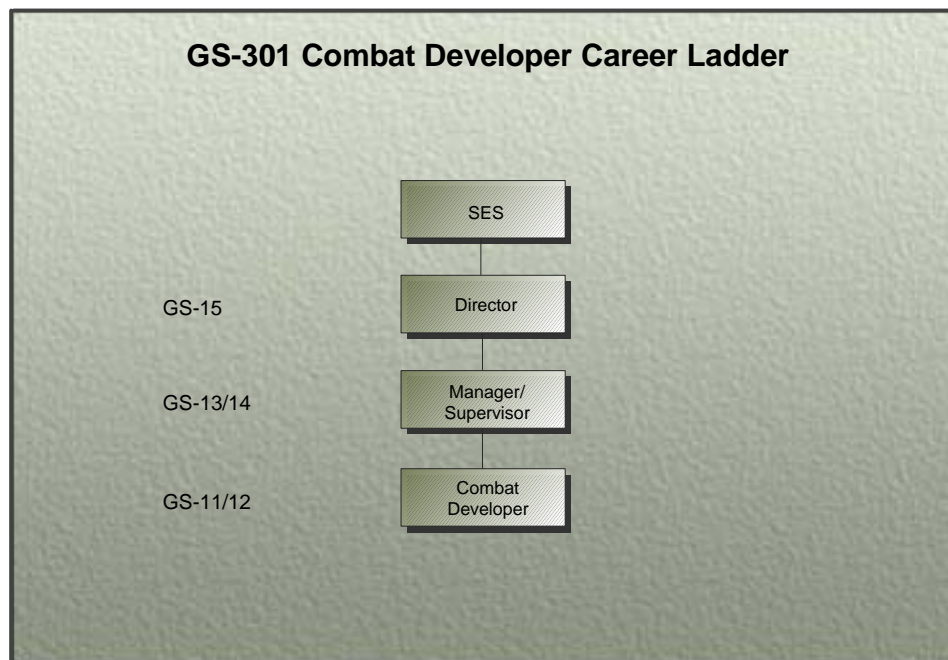 GS-301 Combat Developer Career Ladder
SES
GS-15
Director
GS-13/14
Manager/
Supervisor
GS-11/12
Combat
Developer